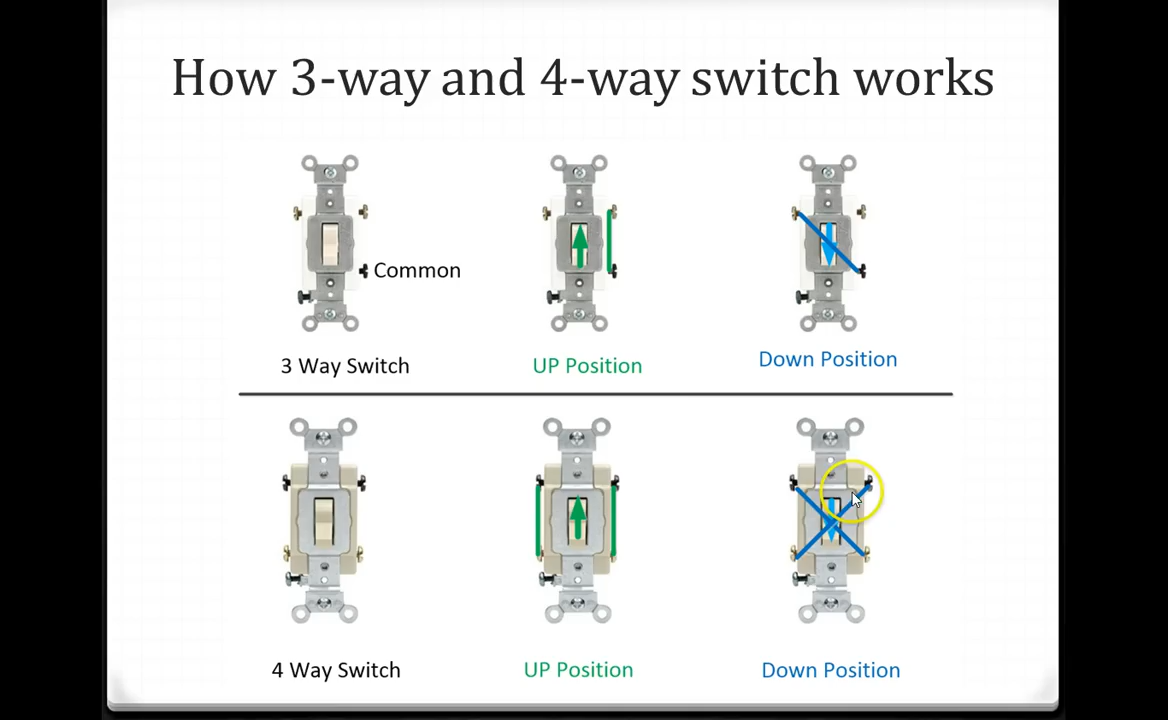 How 3-way and 4-way switch works
Common
3 Way Switch
UP Position
Down Position
4 Way Switch
UP Position
Down Position